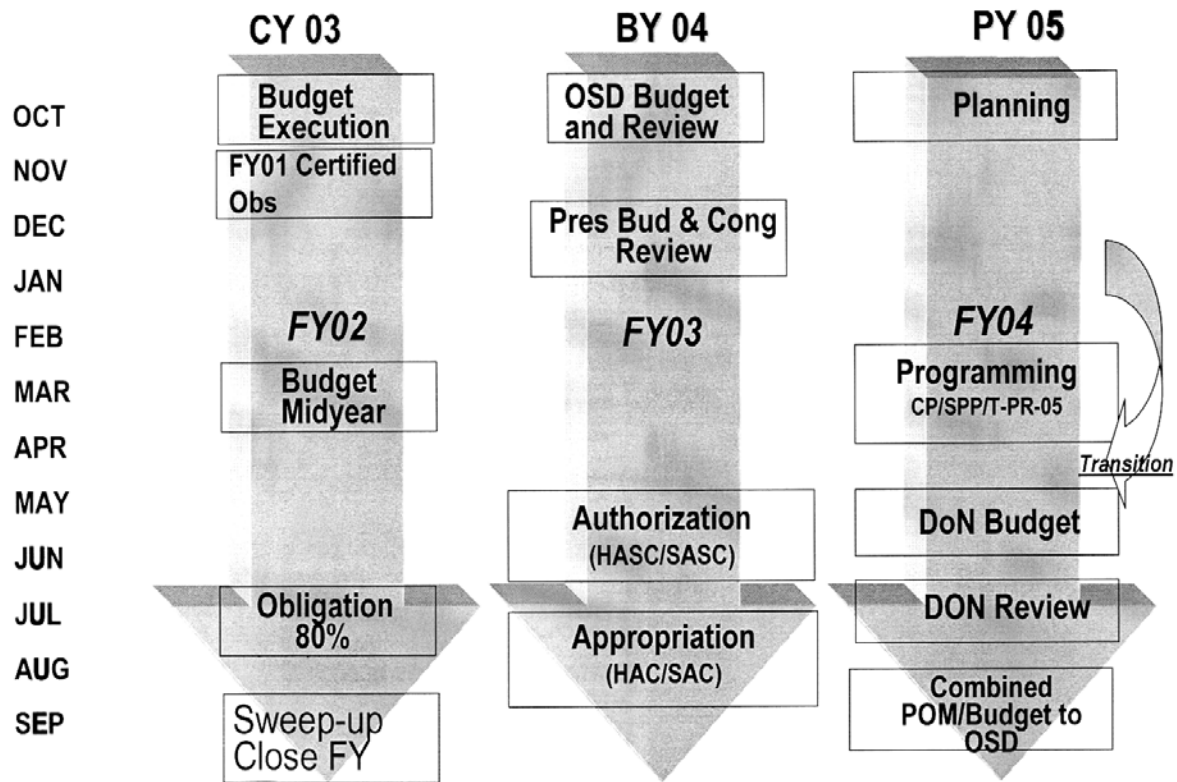 CY 03
BY 04
PY 05
OCT
NOV
DEC
JAN
FEB
MAR
APR
MAY
JUN
JUL
AUG
SEP
Budget
Execution
FY01 Certified
Obs
FY02
Budget
Midyear
Obligation
80%
Sweep-up
Close FY
OSD Budget
and Review
Pres Bud & Cong
Review
FY03
Authorization
(HASC/SASC)
Appropriation
(HAC/SAC)
Planning
FY04
Programming
CP/SPP/T-PR-05
Transition
DoN Budget
DON Review
Combined
POM/Budget to
OSD